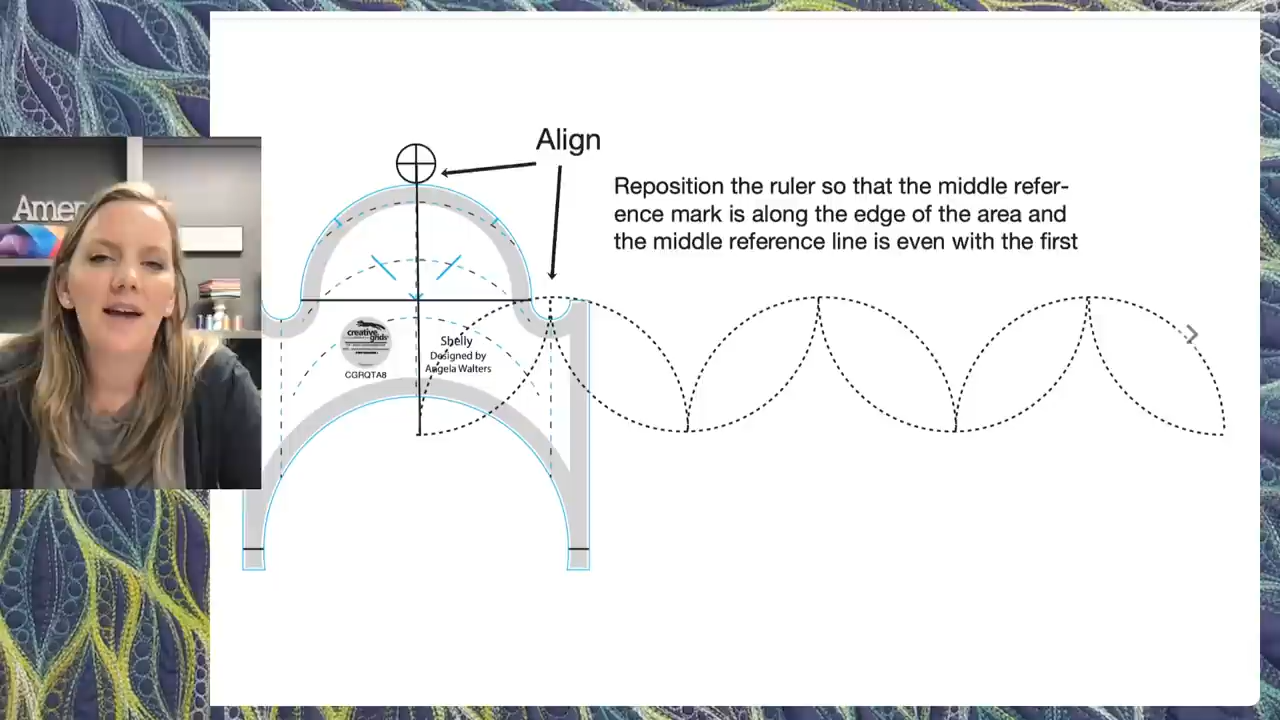 Align
Reposition the ruler so that the middle refer-
ence mark is along the edge of the area and
the middle reference line is even with the first
Amer
creative
grids
Shelly
Designed by
Angela Walters
CGRQTA8